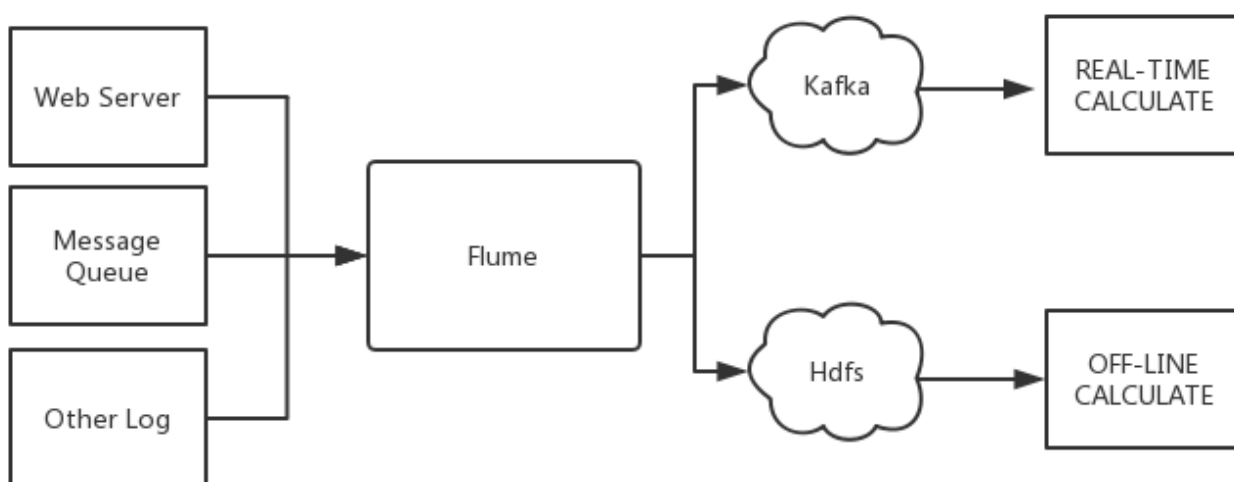 Web Server
Message
Queue
Other Log
Flume
Kafka
Hdfs
REAL-TIME
CALCULATE
OFF-LINE
CALCULATE